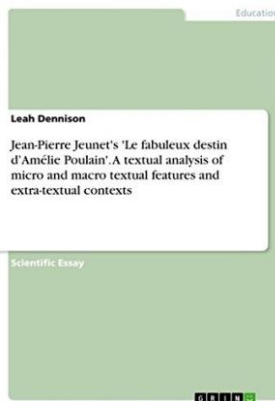 Education
Leah Dennison
Jean-Pierre Jeunet's 'Le fabuleux destin
d'Amélie Poulain'. A textual analysis of
micro and macro textual features and
extra-textual contexts
Scientific Essay
GRIN